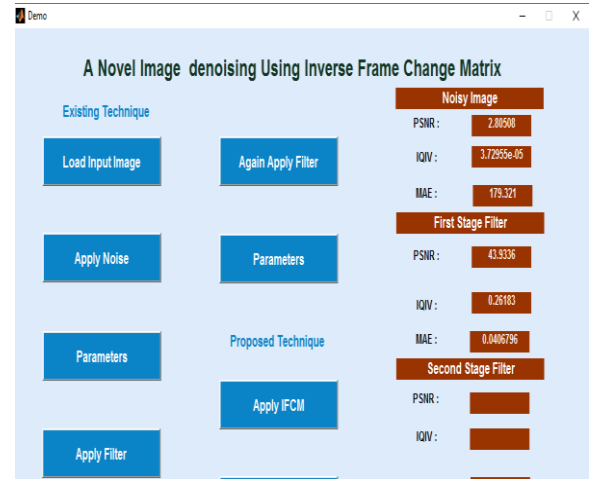 Demo
A Novel Image denoising Using Inverse Frame Change Matrix
Existing Technique
Load Input Image
Apply Noise
Parameters
Apply Filter
Again Apply Filter
Parameters
Proposed Technique
Apply IFCM
Noisy Image
PSNR : 2.80508
IQIV : 3.72955e-05
MAE : 179.321
First Stage Filter
PSNR : 43.9336
IQIV : 0.26183
MAE : 0.0406796
Second Stage Filter
PSNR :
IQIV :